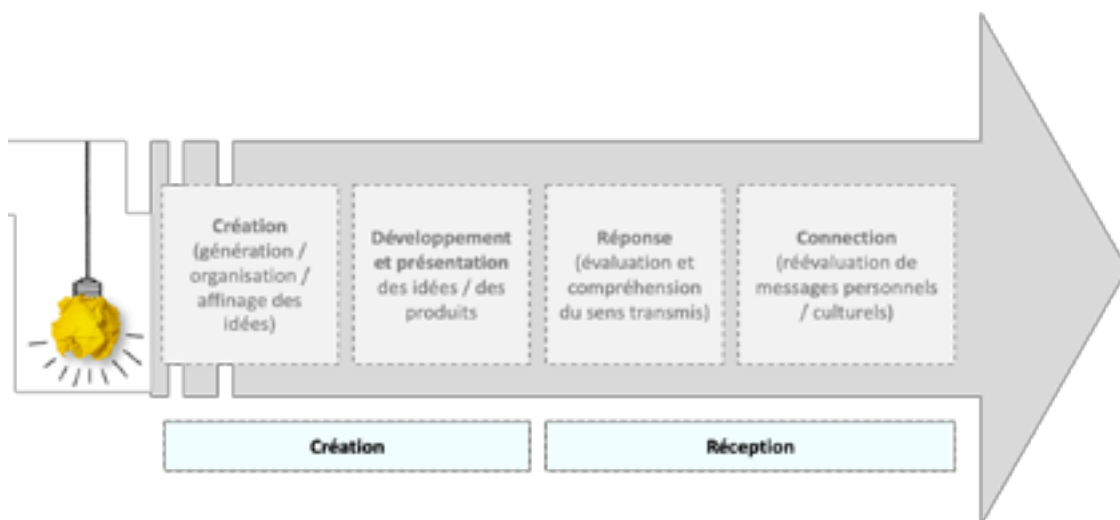 Création
(génération /
organisation /
affinage des
idées)
Développement
et présentation
des idées / des
produits
Réponse
(évaluation et
compréhension
du sens transmis)
Connection
(réévaluation de
messages personnels
/ culturels)
Création
Réception